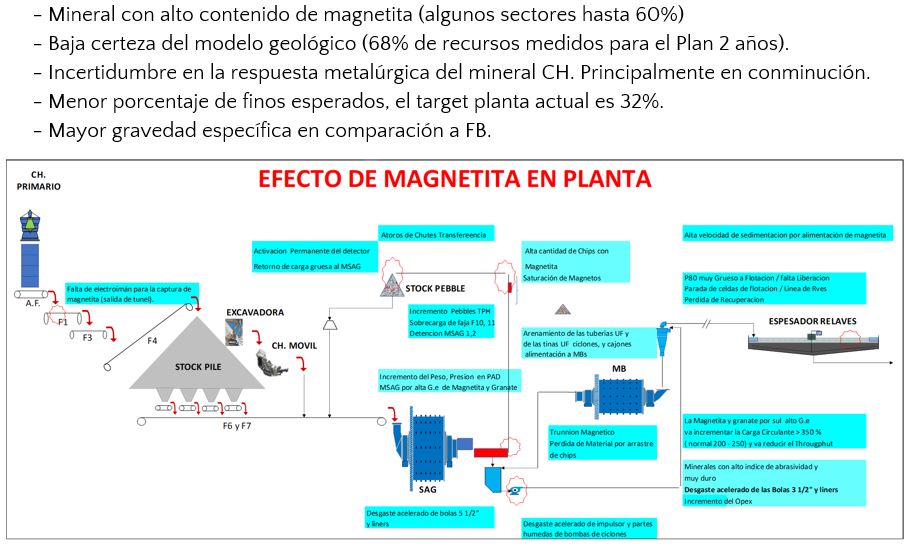 – Mineral con alto contenido de magnetita (algunos sectores hasta 60%)
– Baja certeza del modelo geológico (68% de recursos medidos para el Plan 2 años).
– Incertidumbre en la respuesta metalúrgica del mineral CH. Principalmente en conminución.
– Menor porcentaje de finos esperados, el target planta actual es 32%.
– Mayor gravedad específica en comparación a FB.
EFECTO DE MAGNETITA EN PLANTA
CH.
PRIMARIO
A.F.
F1
F3
F4
Falta de electroimán para la captura de
magnetita (salida de tunel).
STOCK PILE
EXCAVADORA
CH. MOVIL
F6 y F7
Activacion Permanente del detector
Retorno de carga gruesa al MSAG
Atoros de Chutes Transfereencia
STOCK PEBBLE
Incremento Pebbles TPH
Sobrecarga de faja F10, 11
Detencion MSAG 1,2
Alta cantidad de Chips con
Magnetita
Saturación de Magnetos
Incremento del Peso, Presion en PAD
MSAG por alta G.e de Magnetita y Granate
SAG
Desgaste acelerado de bolas 5 1/2"
y liners
Arenamiento de las tuberías UF y
de las tinas UF ciclones, y cajones
alimentación a MBs
MB
Trunnion Magnetico
Perdida de Material por arrastre
de chips
Desgaste acelerado de impulsor y partes
humedas de bombas de ciclones
Alta velocidad de sedimentacion por alimentación de magnetita
P80 muy Grueso a Flotacion / falta Liberacion
Parada de celdas de flotacion / Linea de Rves
Perdida de Recuperacion
ESPESADOR RELAVES
La Magnetita y granate por sul alto G.e
va incrementar la Carga Circulante > 350 %
( normal 200 - 250) y va reducir el Througphut
Minerales con alto indice de abrasividad y
muy duro
Desgaste acelerado de las Bolas 3 1/2" y liners
Incremento del Opex